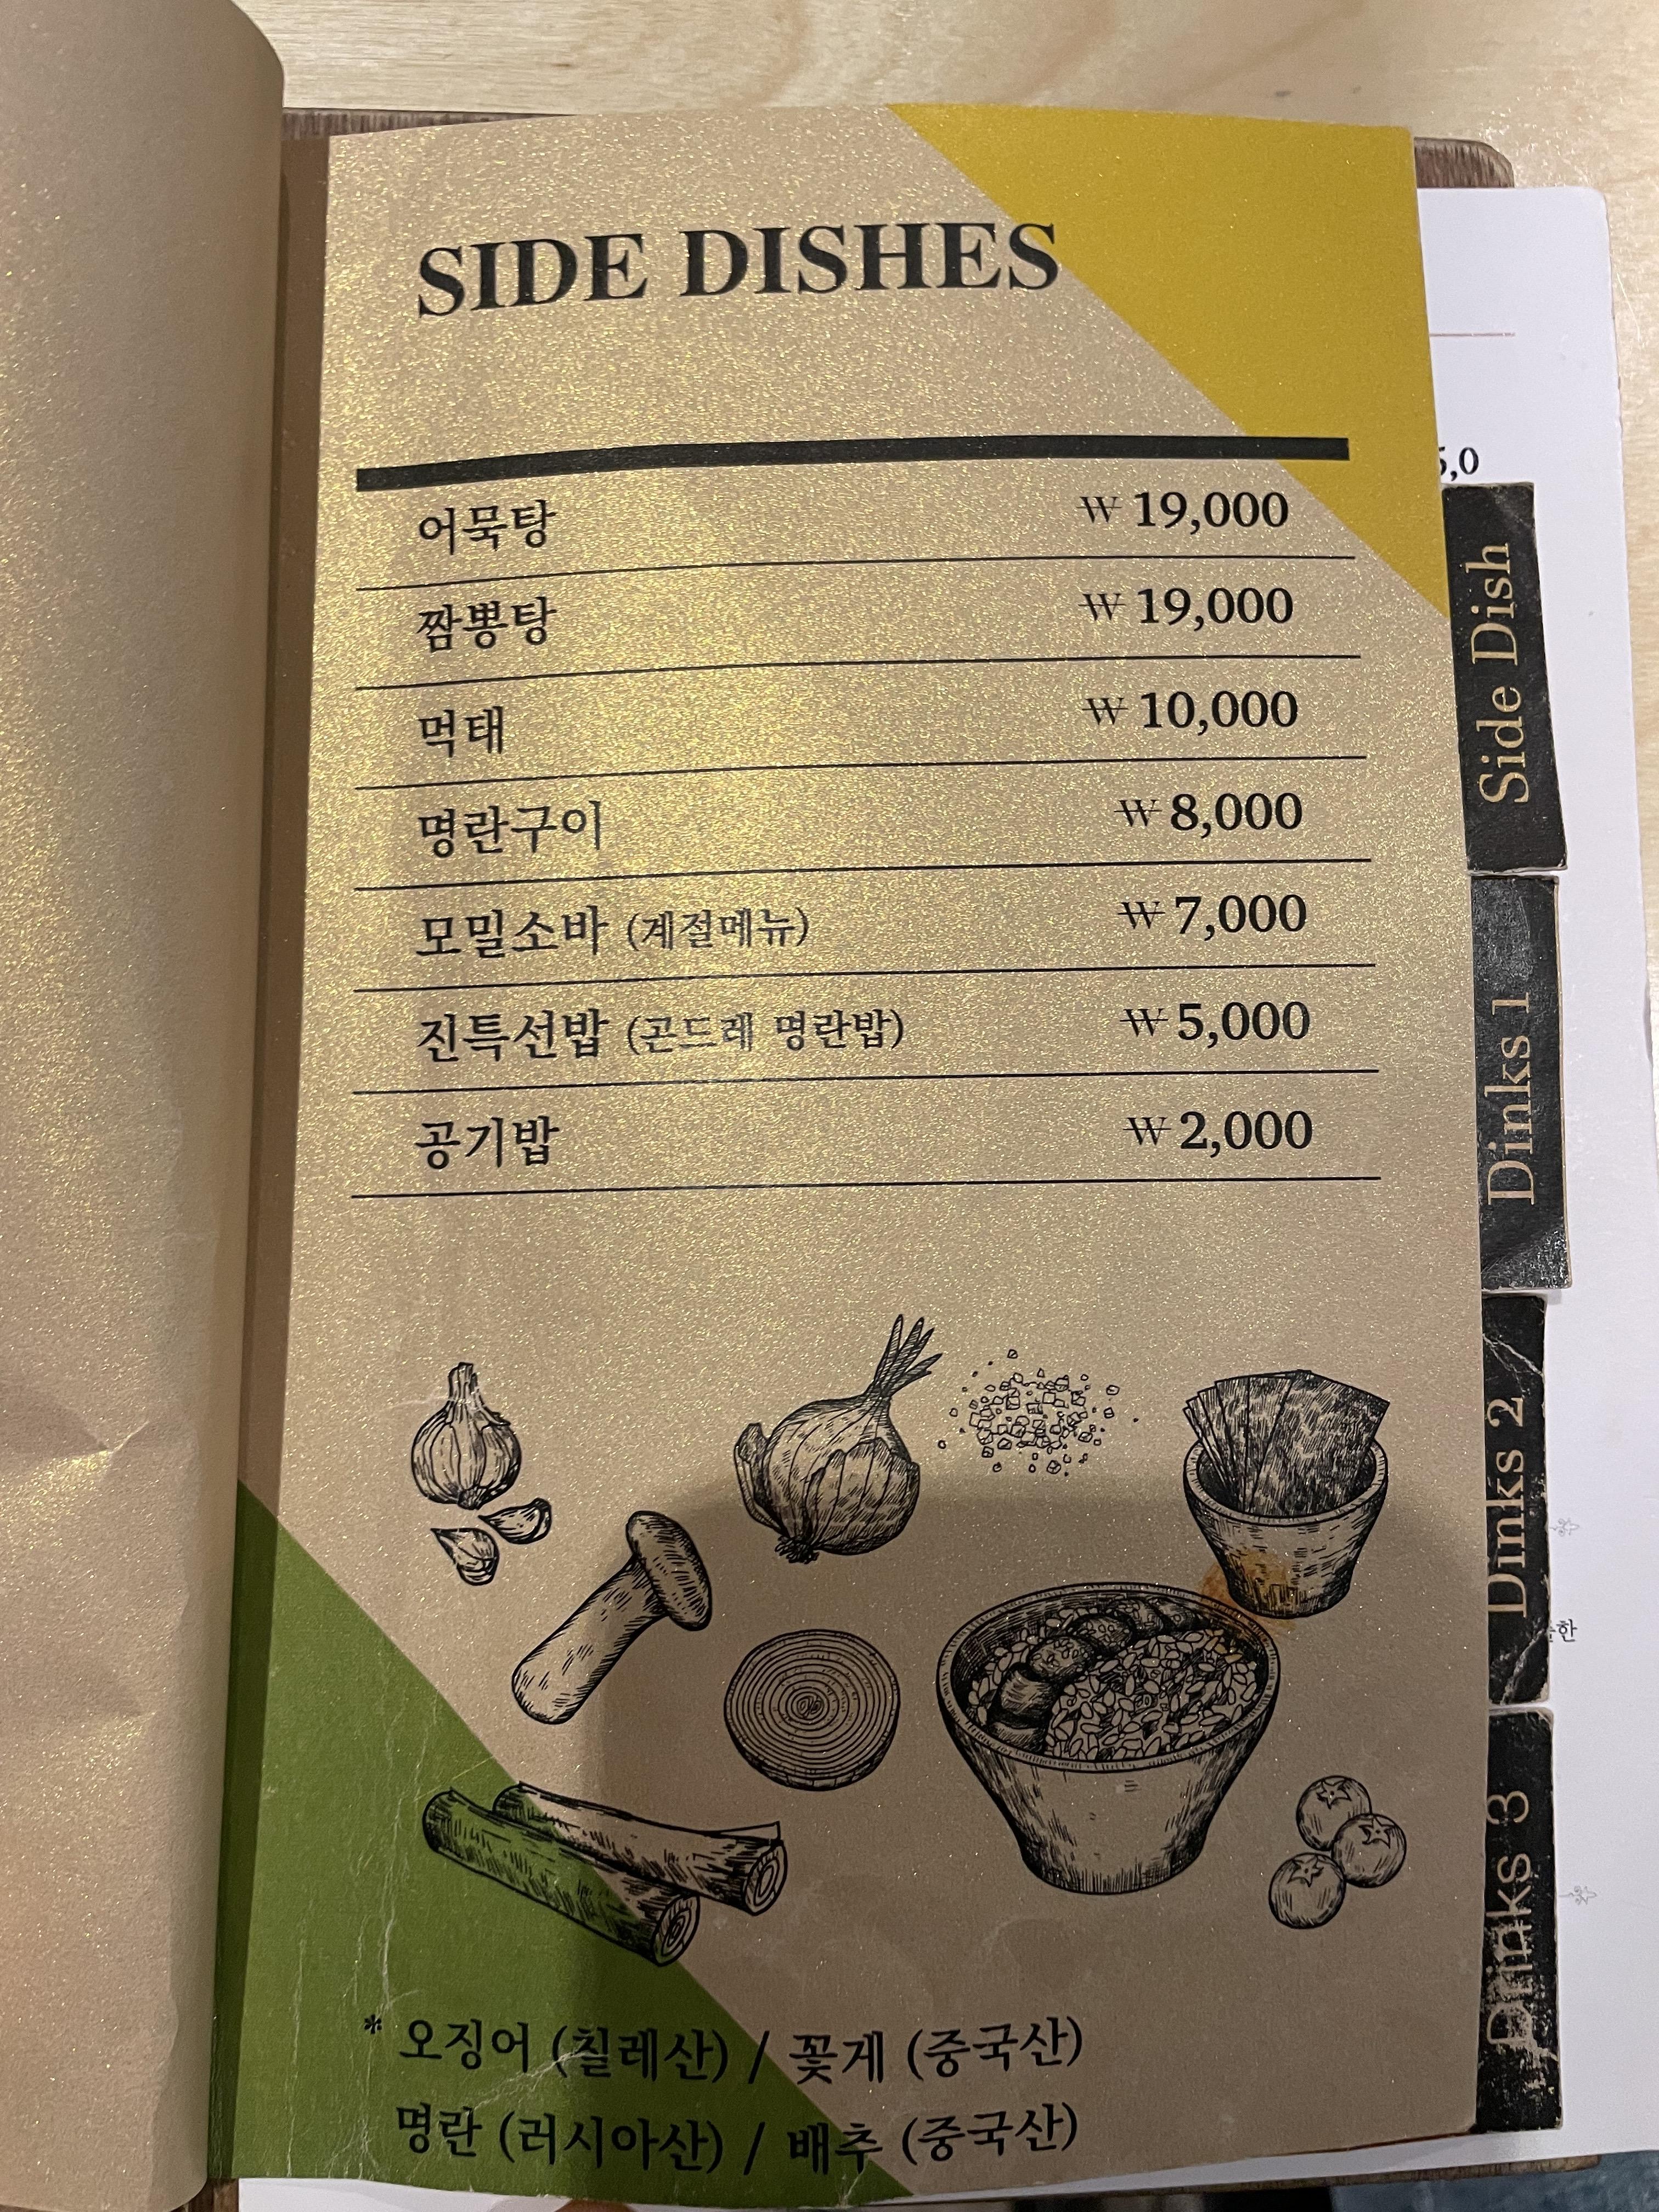 SIDE DISHES
어묵탕 ₩ 19,000
짬뽕탕 ₩ 19,000
먹태 ₩ 10,000
명란구이 ₩ 8,000
모밀소바 (계절메뉴) ₩ 7,000
진특선밥 (곤드레 명란밥) ₩ 5,000
공기밥 ₩ 2,000
* 오징어 (칠레산) / 꽃게 (중국산)
명란 (러시아산) / 배추 (중국산)
5,0
Side Dish
Dinks 1
Dinks 2
한